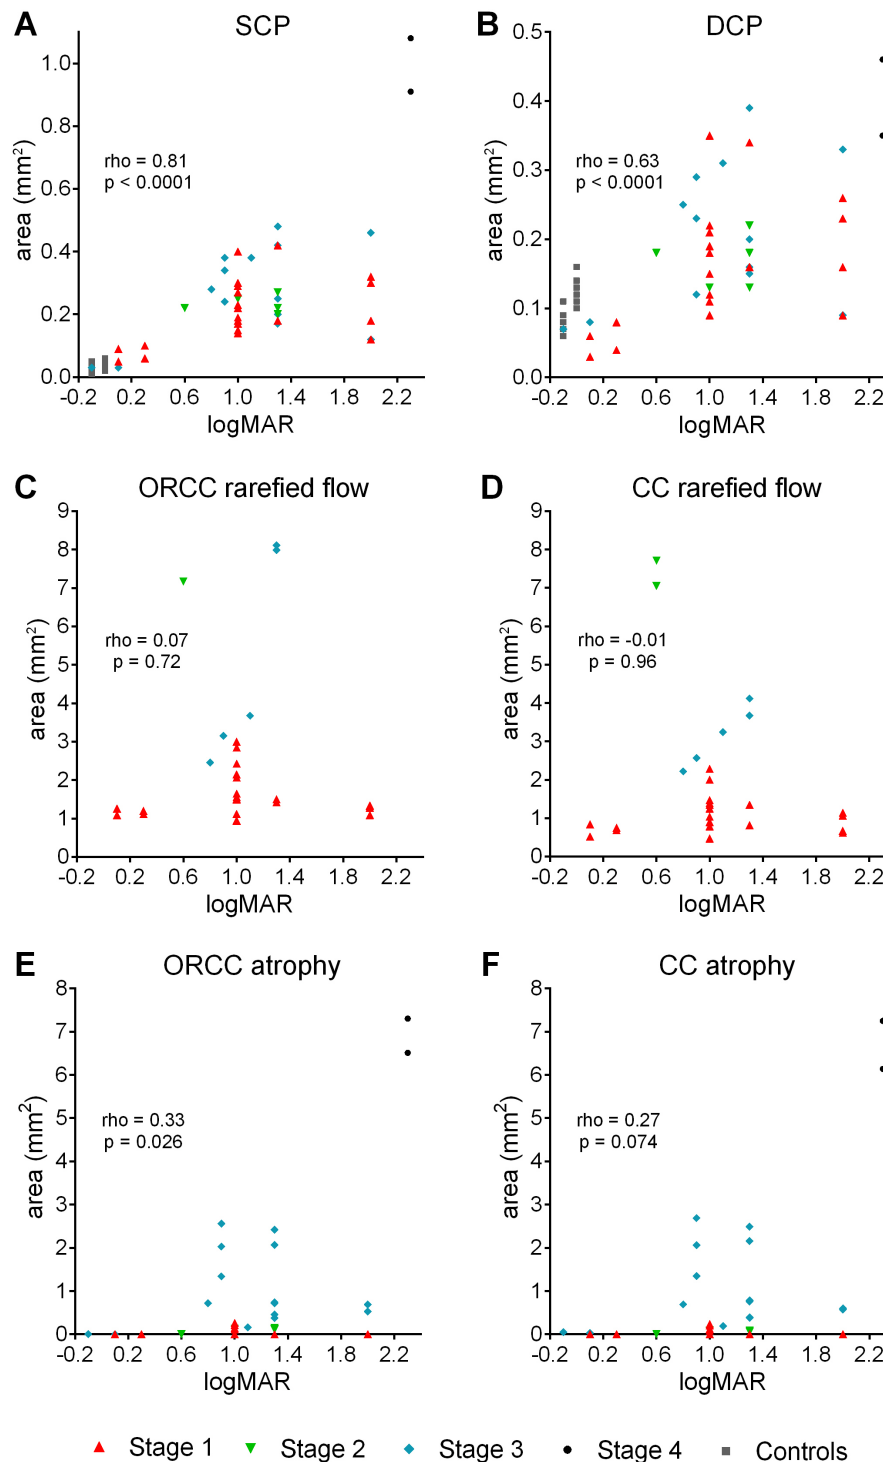 A
SCP
1.0
0.8
0.6
0.4
0.2
0.0
area (mm²)
rho = 0.81
p < 0.0001
-0.2 0.2 0.6 1.0 1.4 1.8 2.2
logMAR
B
DCP
0.5
0.4
0.3
0.2
0.1
0.0
area (mm²)
rho = 0.63
p < 0.0001
-0.2 0.2 0.6 1.0 1.4 1.8 2.2
logMAR
C
ORCC rarefied flow
9
8
7
6
5
4
3
2
1
0
area (mm²)
rho = 0.07
p = 0.72
-0.2 0.2 0.6 1.0 1.4 1.8 2.2
logMAR
D
CC rarefied flow
9
8
7
6
5
4
3
2
1
0
area (mm²)
rho = -0.01
p = 0.96
-0.2 0.2 0.6 1.0 1.4 1.8 2.2
logMAR
E
ORCC atrophy
8
7
6
5
4
3
2
1
0
area (mm²)
rho = 0.33
p = 0.026
-0.2 0.2 0.6 1.0 1.4 1.8 2.2
logMAR
F
CC atrophy
8
7
6
5
4
3
2
1
0
area (mm²)
rho = 0.27
p = 0.074
-0.2 0.2 0.6 1.0 1.4 1.8 2.2
logMAR
Stage 1 Stage 2 Stage 3 Stage 4 Controls